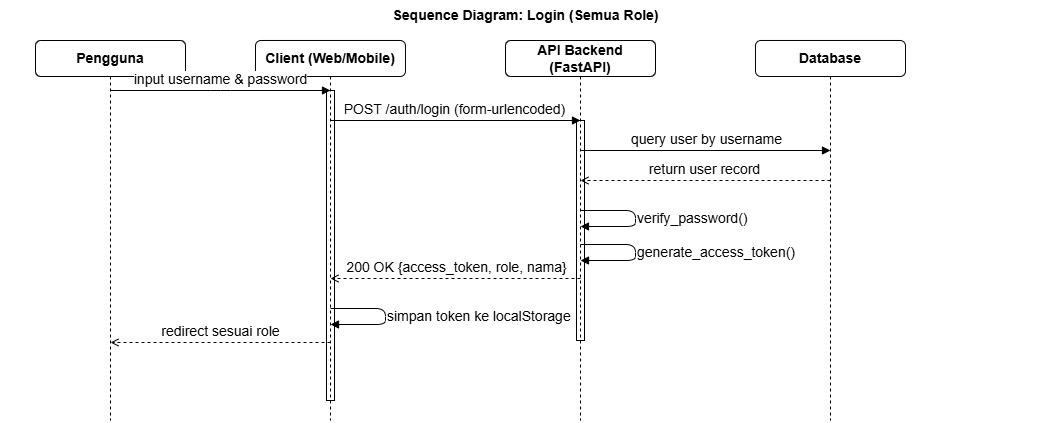 Sequence Diagram: Login (Semua Role)
Pengguna
Client (Web/Mobile)
API Backend
(FastAPI)
Database
input username & password
POST /auth/login (form-urlencoded)
query user by username
return user record
verify_password()
generate_access_token()
200 OK {access_token, role, nama}
simpan token ke localStorage
redirect sesuai role